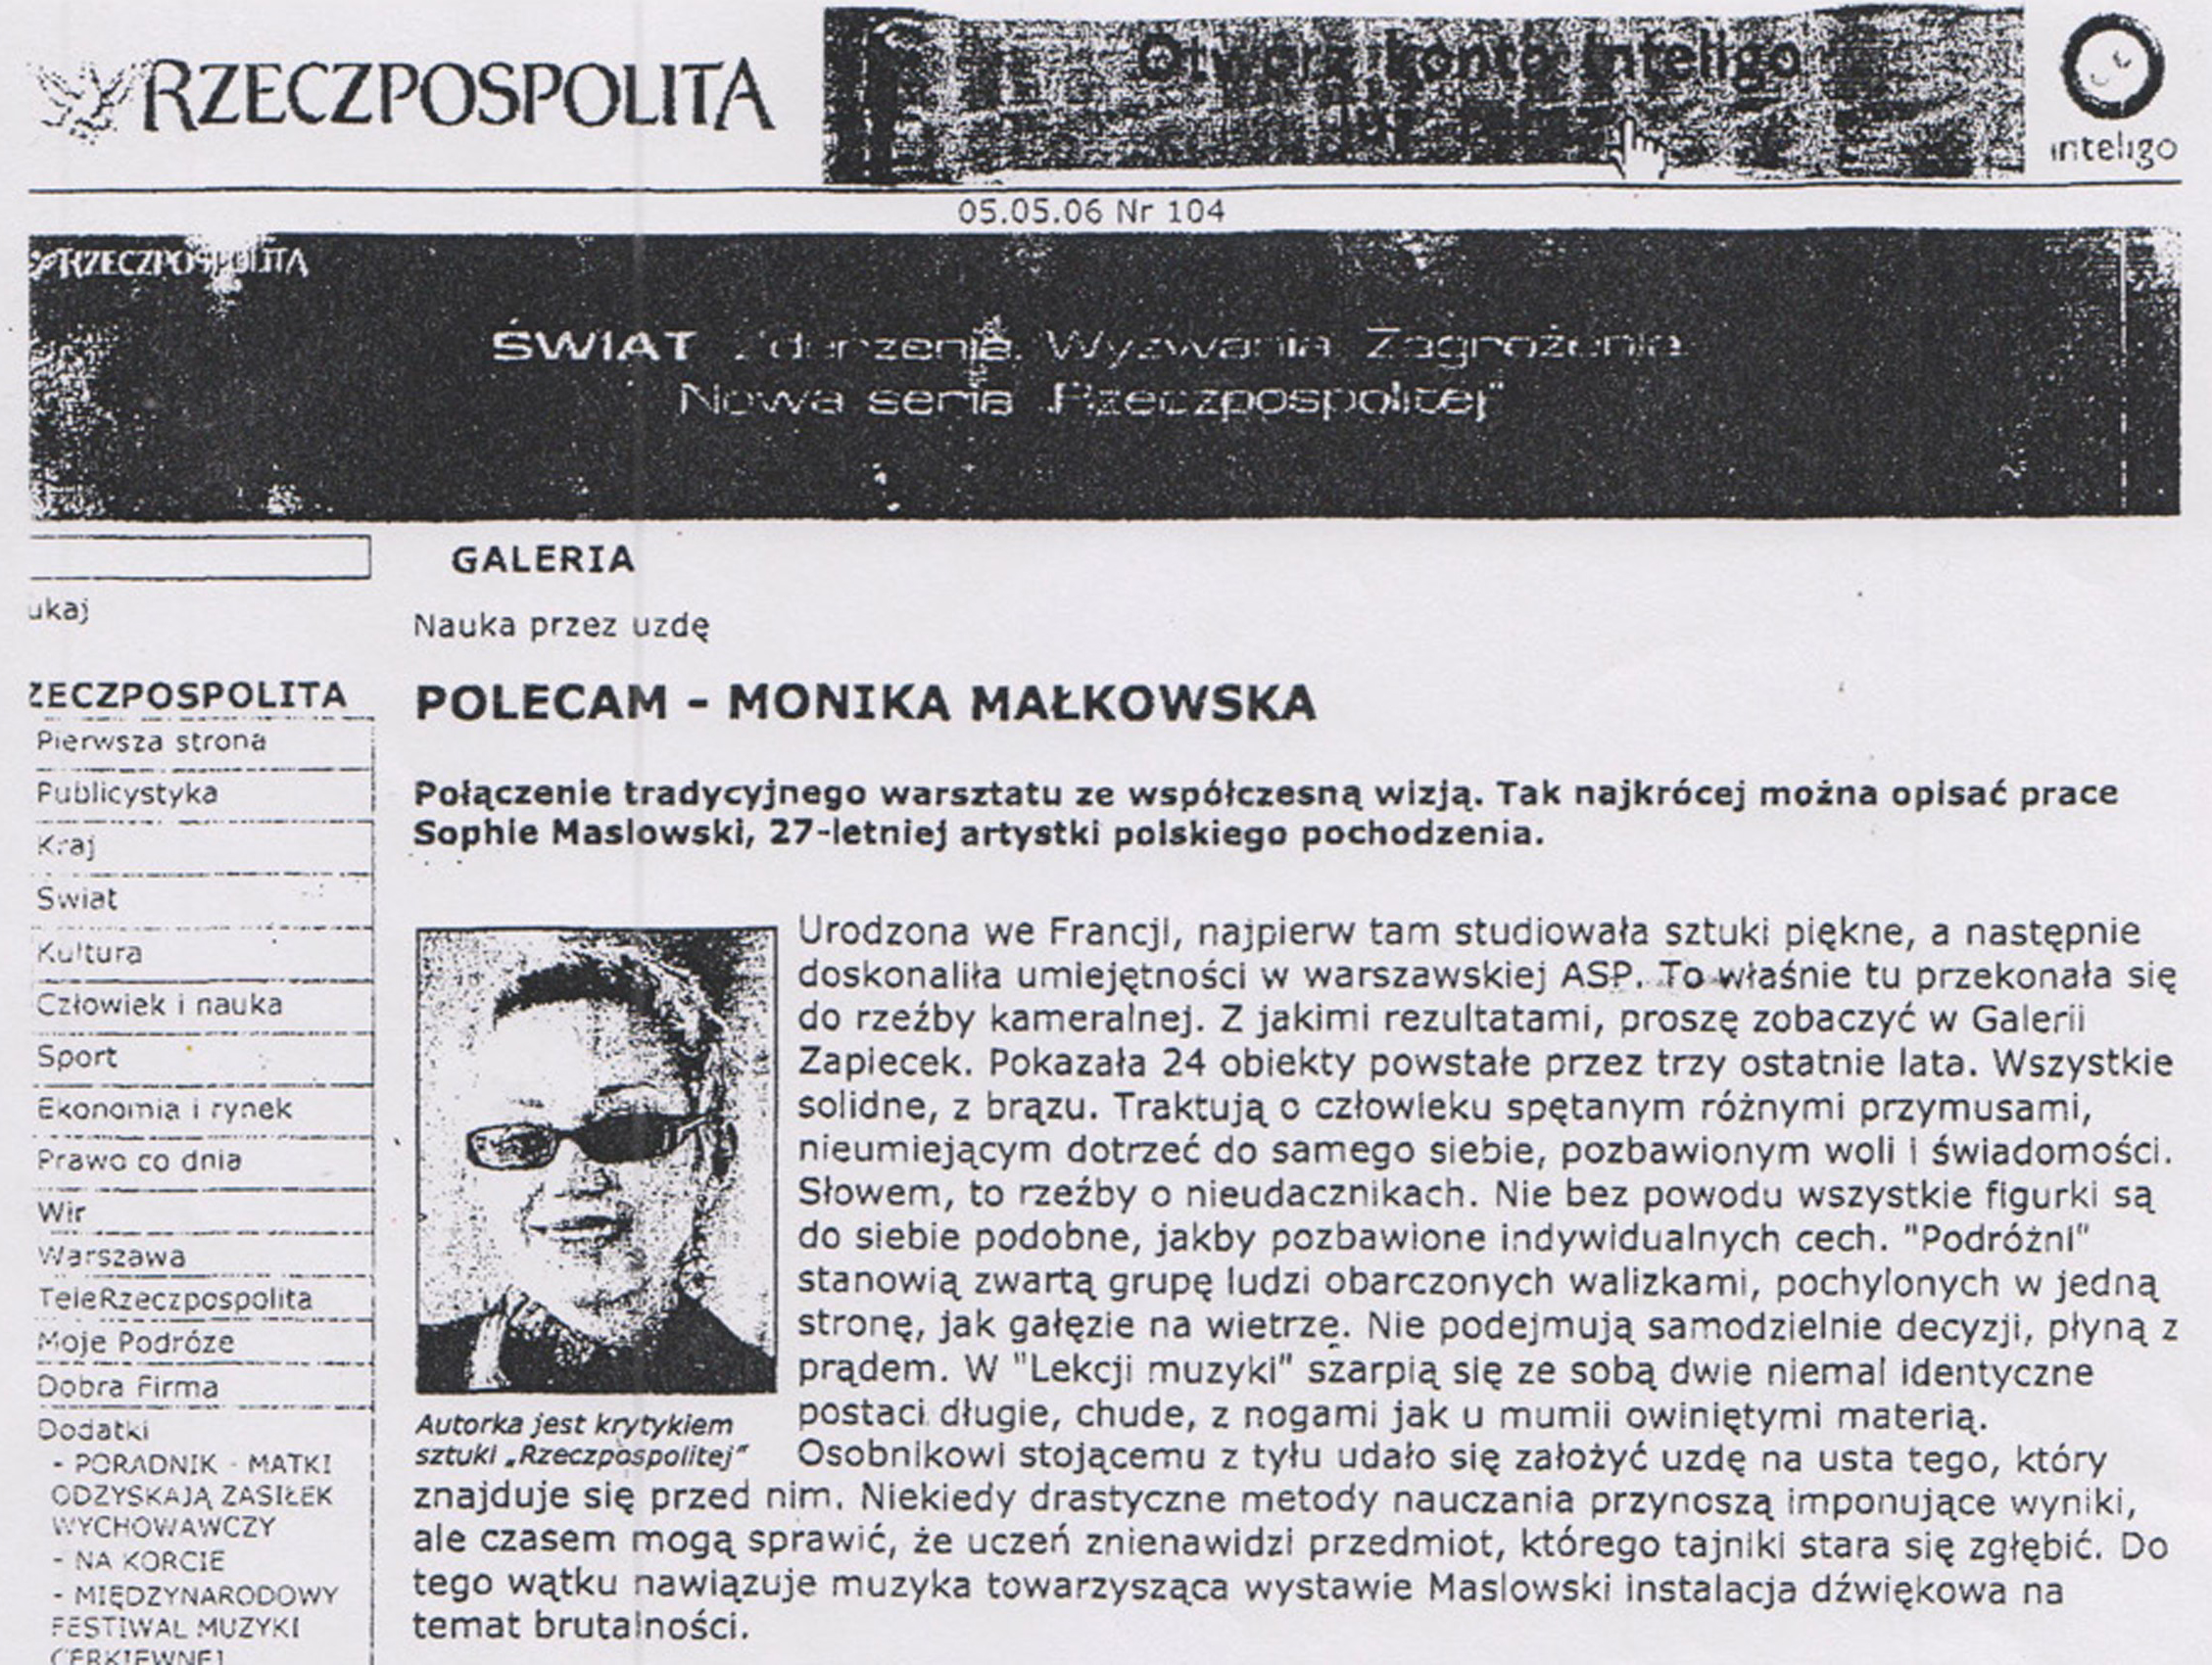 RZECZPOSPOLITA
Otwórz konto Inteligo
inteligo
05.05.06 Nr 104
RZECZPOSPOLITA
ŚWIAT Zderzenia. Wyzwania. Zagrożenia.
Nowa seria „Rzeczpospolitej"
ukaj
ZECZPOSPOLITA
Pierwsza strona
Publicystyka
Kraj
Świat
Kultura
Człowiek i nauka
Sport
Ekonomia i rynek
Prawo co dnia
Wir
Warszawa
TeleRzeczpospolita
Moje Podróże
Dobra Firma
Dodatki
- PORADNIK - MATKI
ODZYSKAJĄ ZASIŁEK
WYCHOWAWCZY
- NA KORCIE
- MIĘDZYNARODOWY
FESTIWAL MUZYKI
CERKIEWNEJ
GALERIA
Nauka przez uzdę
POLECAM - MONIKA MAŁKOWSKA
Połączenie tradycyjnego warsztatu ze współczesną wizją. Tak najkrócej można opisać prace
Sophie Maslowski, 27-letniej artystki polskiego pochodzenia.
Urodzona we Francji, najpierw tam studiowała sztuki piękne, a następnie
doskonaliła umiejętności w warszawskiej ASP. To właśnie tu przekonała się
do rzeźby kameralnej. Z jakimi rezultatami, proszę zobaczyć w Galerii
Zapiecek. Pokazała 24 obiekty powstałe przez trzy ostatnie lata. Wszystkie
solidne, z brązu. Traktują o człowieku spętanym różnymi przymusami,
nieumiejącym dotrzeć do samego siebie, pozbawionym woli i świadomości.
Słowem, to rzeźby o nieudacznikach. Nie bez powodu wszystkie figurki są
do siebie podobne, jakby pozbawione indywidualnych cech. "Podróżni"
stanowią zwartą grupę ludzi obarczonych walizkami, pochylonych w jedną
stronę, jak gałęzie na wietrze. Nie podejmują samodzielnie decyzji, płyną z
prądem. W "Lekcji muzyki" szarpią się ze sobą dwie niemal identyczne
postaci długie, chude, z nogami jak u mumii owiniętymi materią.
Osobnikowi stojącemu z tyłu udało się założyć uzdę na usta tego, który
znajduje się przed nim. Niekiedy drastyczne metody nauczania przynoszą imponujące wyniki,
ale czasem mogą sprawić, że uczeń znienawidzi przedmiot, którego tajniki stara się zgłębić. Do
tego wątku nawiązuje muzyka towarzysząca wystawie Maslowski instalacja dźwiękowa na
temat brutalności.
Autorka jest krytykiem
sztuki „Rzeczpospolitej"